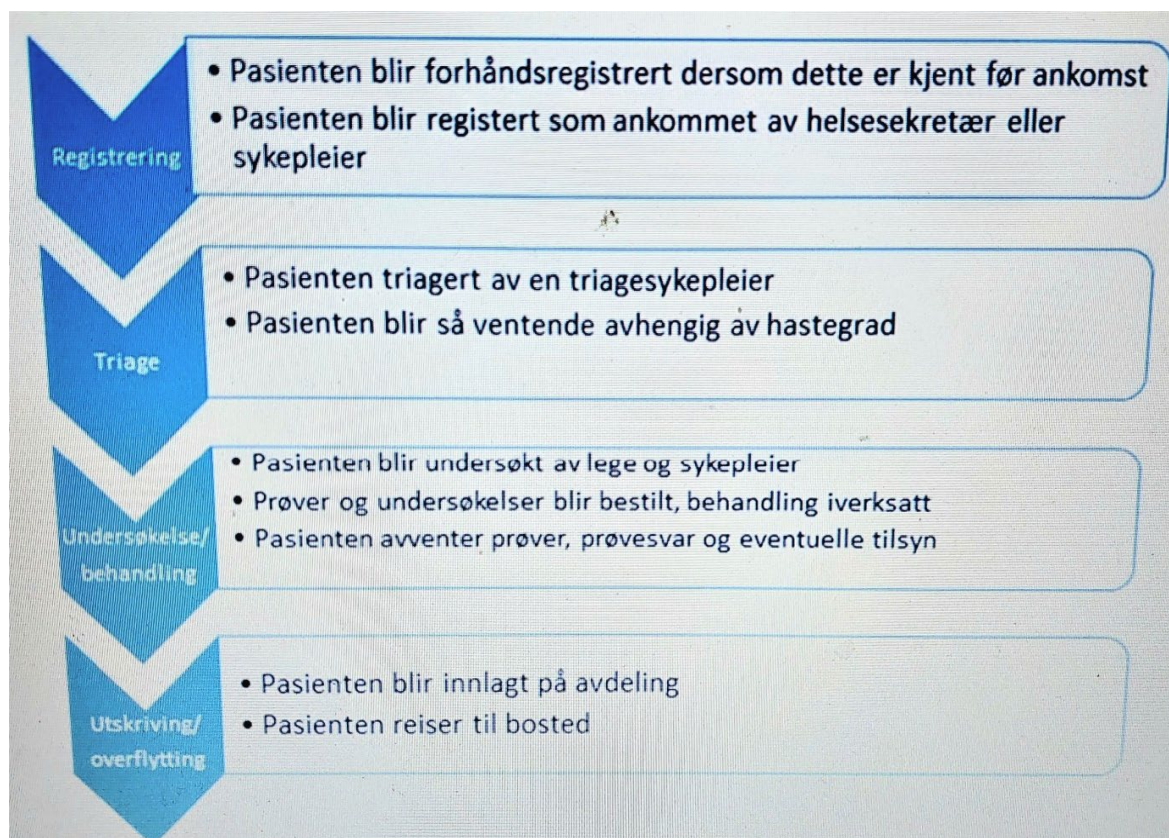 • Pasienten blir forhåndsregistrert dersom dette er kjent før ankomst
• Pasienten blir registert som ankommet av helsesekretær eller
sykepleier
Registrering
• Pasienten triagert av en triagesykepleier
• Pasienten blir så ventende avhengig av hastegrad
Triage
• Pasienten blir undersøkt av lege og sykepleier
• Prøver og undersøkelser blir bestilt, behandling iverksatt
• Pasienten avventer prøver, prøvesvar og eventuelle tilsyn
Undersøkelse/
behandling
• Pasienten blir innlagt på avdeling
• Pasienten reiser til bosted
Utskriving/
overflytting